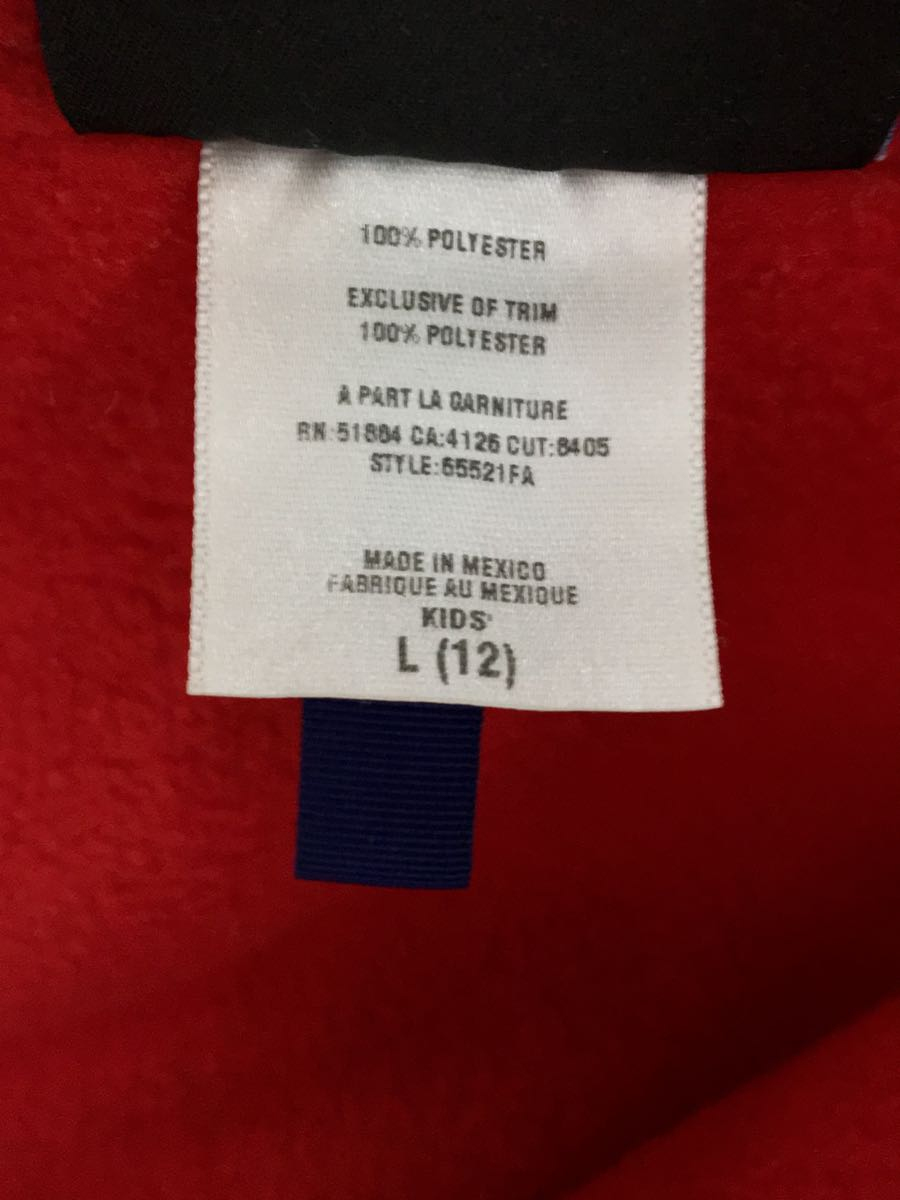 100% POLYESTER
EXCLUSIVE OF TRIM
100% POLYESTER
A PART LA GARNITURE
RN:51884 CA:4126 CUT:8405
STYLE:65521FA
MADE IN MEXICO
FABRIQUE AU MEXIQUE
KIDS'
L (12)